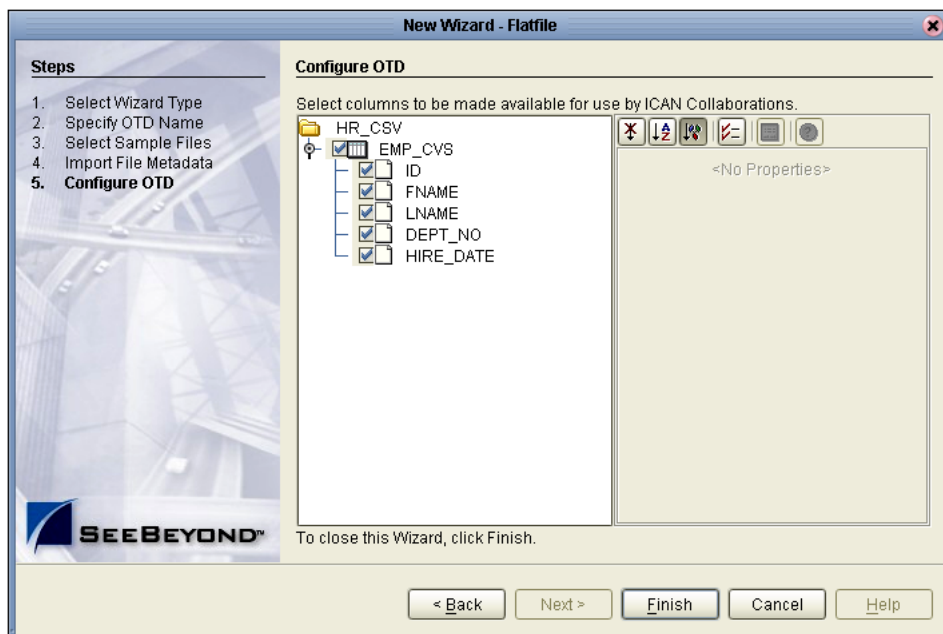 New Wizard - Flatfile
Steps
1. Select Wizard Type
2. Specify OTD Name
3. Select Sample Files
4. Import File Metadata
5. Configure OTD
SEEBEYOND™
Configure OTD
Select columns to be made available for use by ICAN Collaborations.
HR_CSV
EMP_CVS
ID
FNAME
LNAME
DEPT_NO
HIRE_DATE
<No Properties>
To close this Wizard, click Finish.
< Back Next > Finish Cancel Help